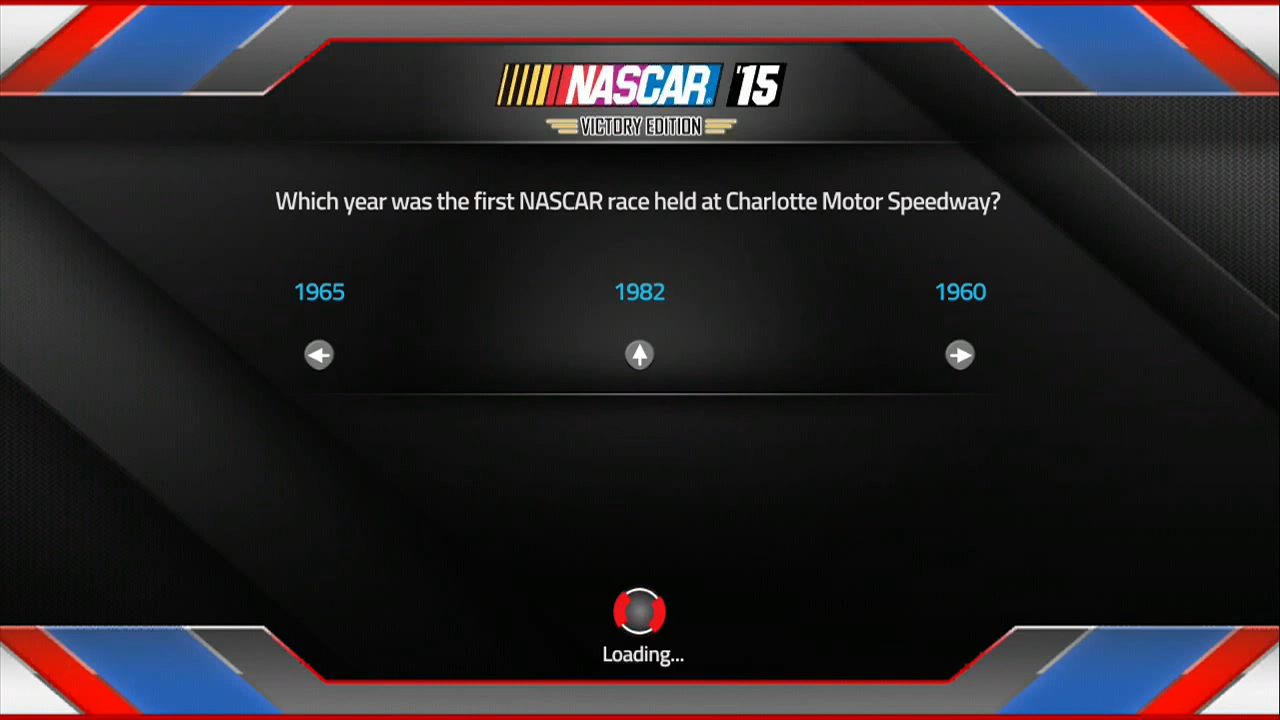 NASCAR '15
VICTORY EDITION
Which year was the first NASCAR race held at Charlotte Motor Speedway?
1965 1982 1960
Loading...